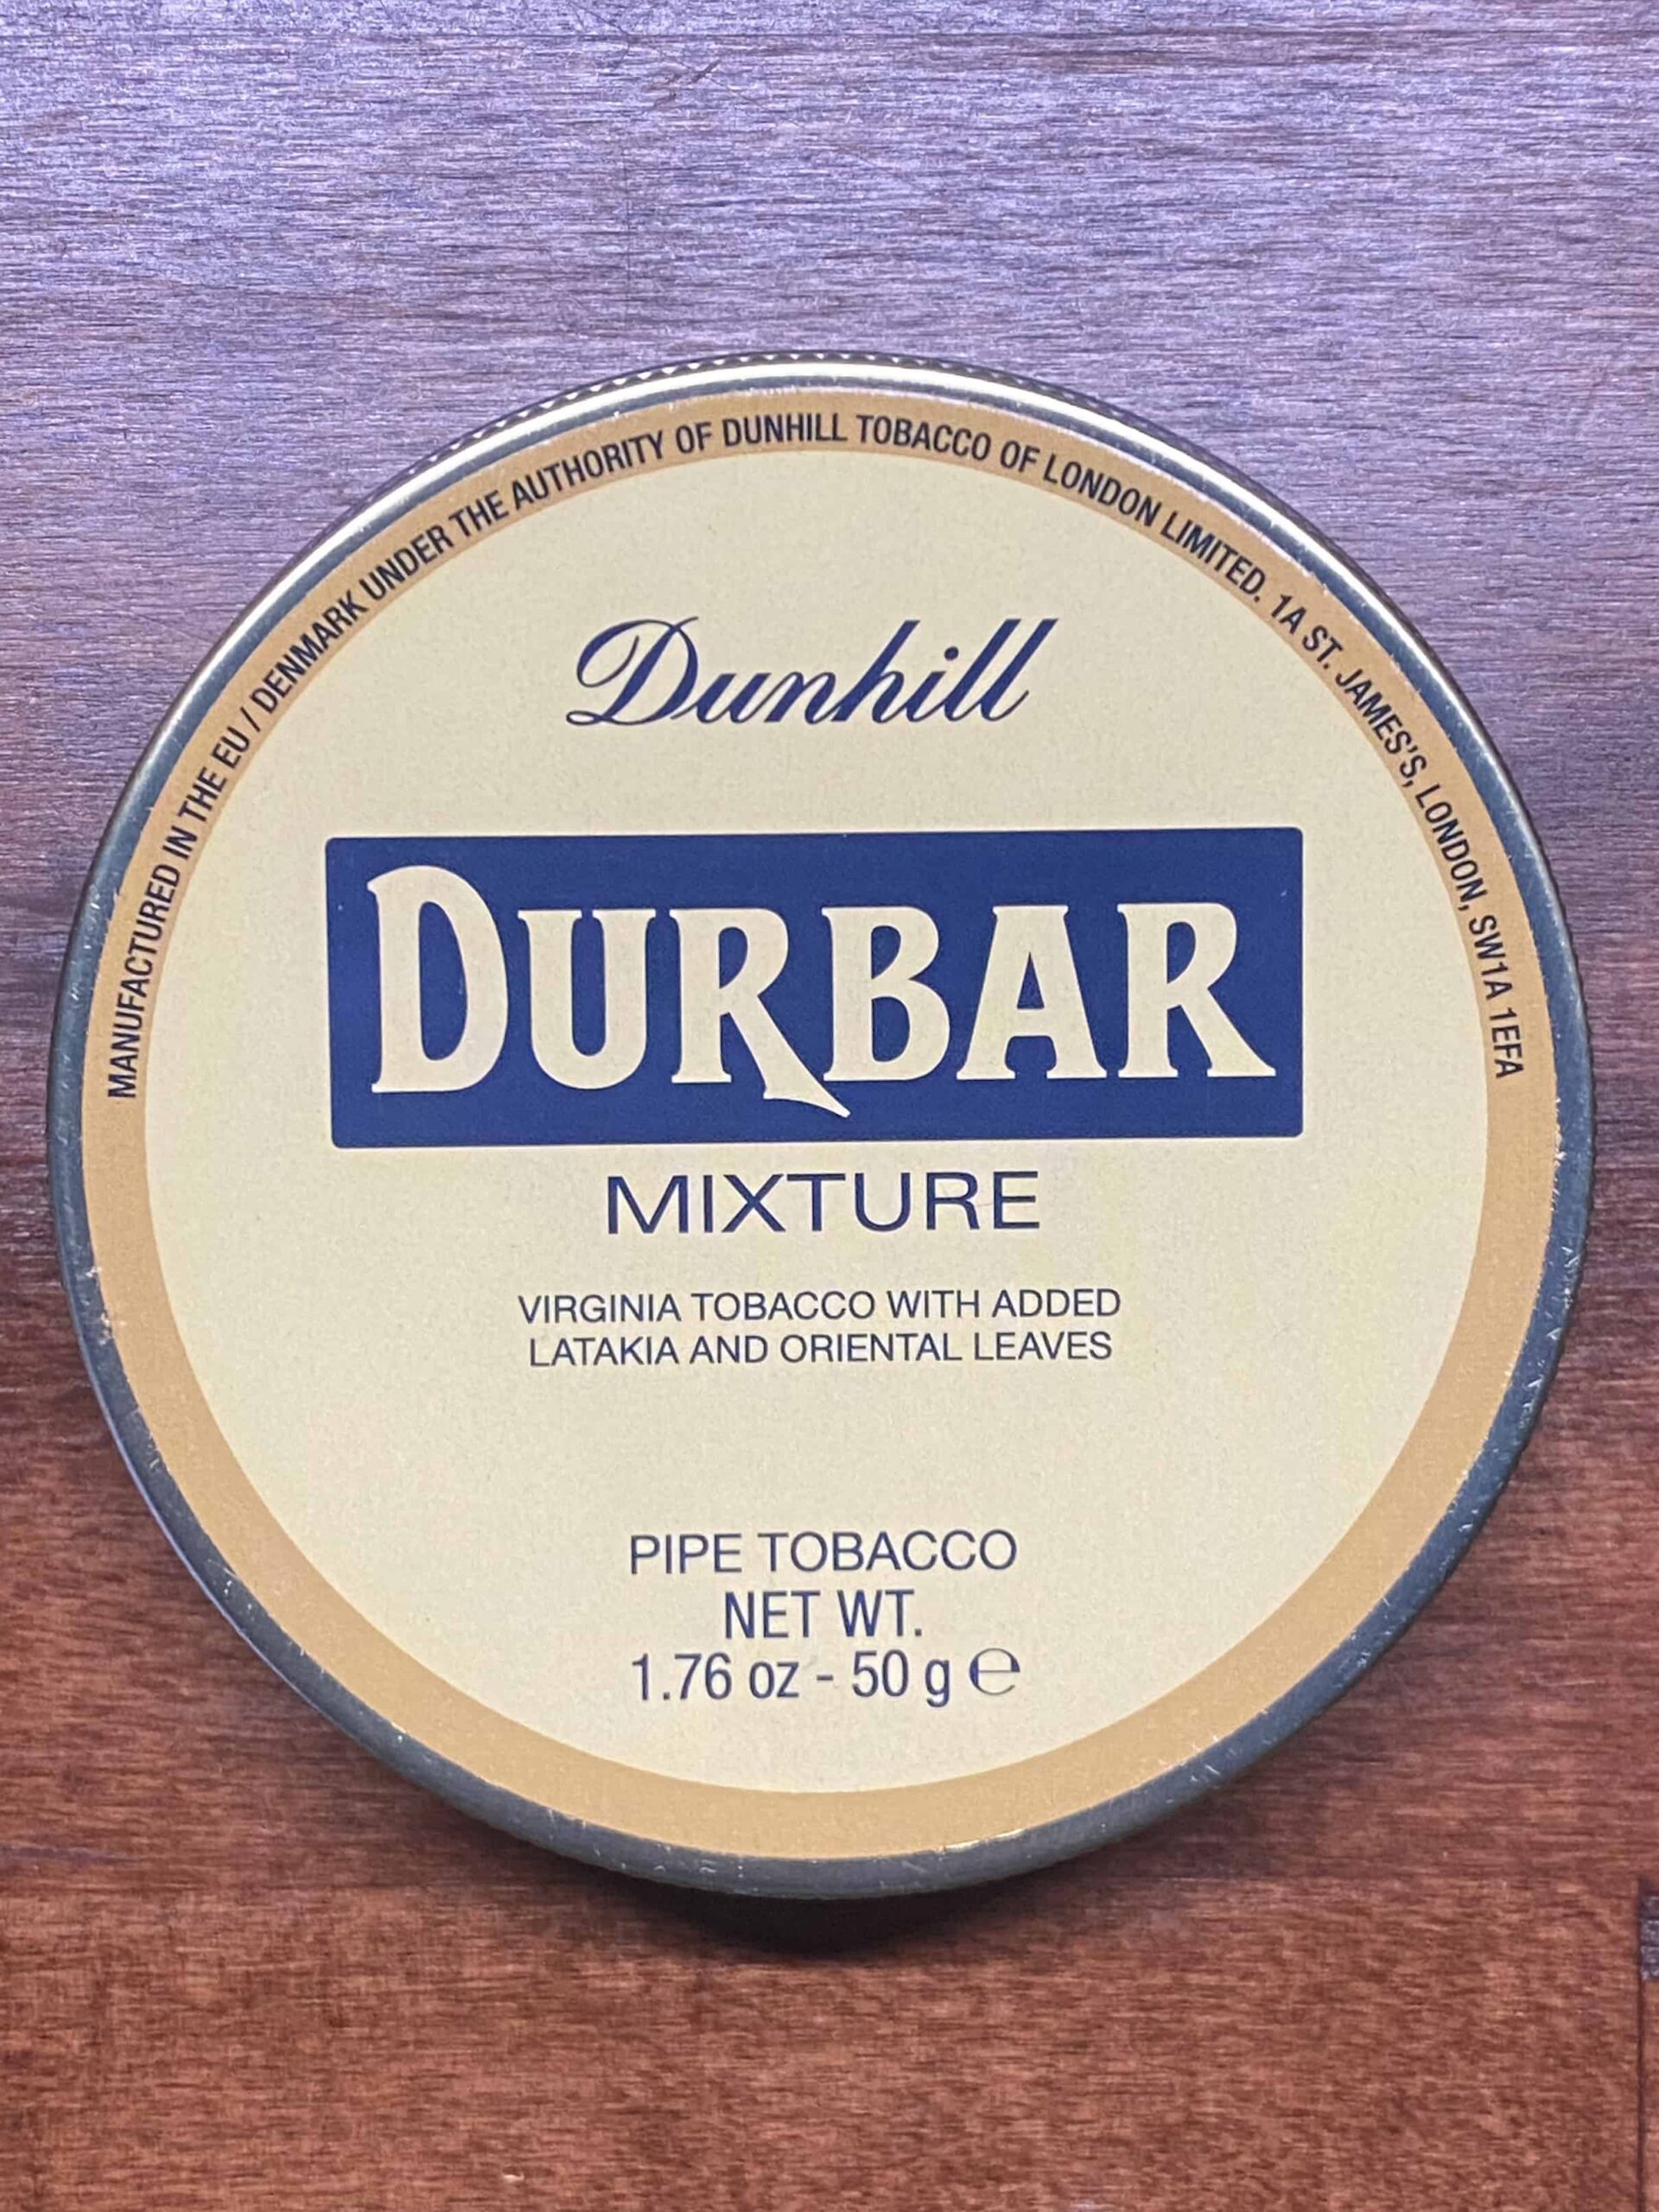 MANUFACTURED IN THE EU / DENMARK UNDER THE AUTHORITY OF DUNHILL TOBACCO OF LONDON LIMITED. 1A ST. JAMES'S, LONDON, SW1A 1EFA
Dunhill
DURBAR
MIXTURE
VIRGINIA TOBACCO WITH ADDED
LATAKIA AND ORIENTAL LEAVES
PIPE TOBACCO
NET WT.
1.76 oz - 50 g ℮